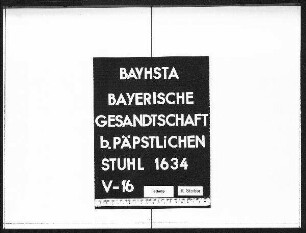 BAYHSTA
BAYERISCHE
GESANDTSCHAFT
b. PÄPSTLiCHEN
STUHL 1634
V-16